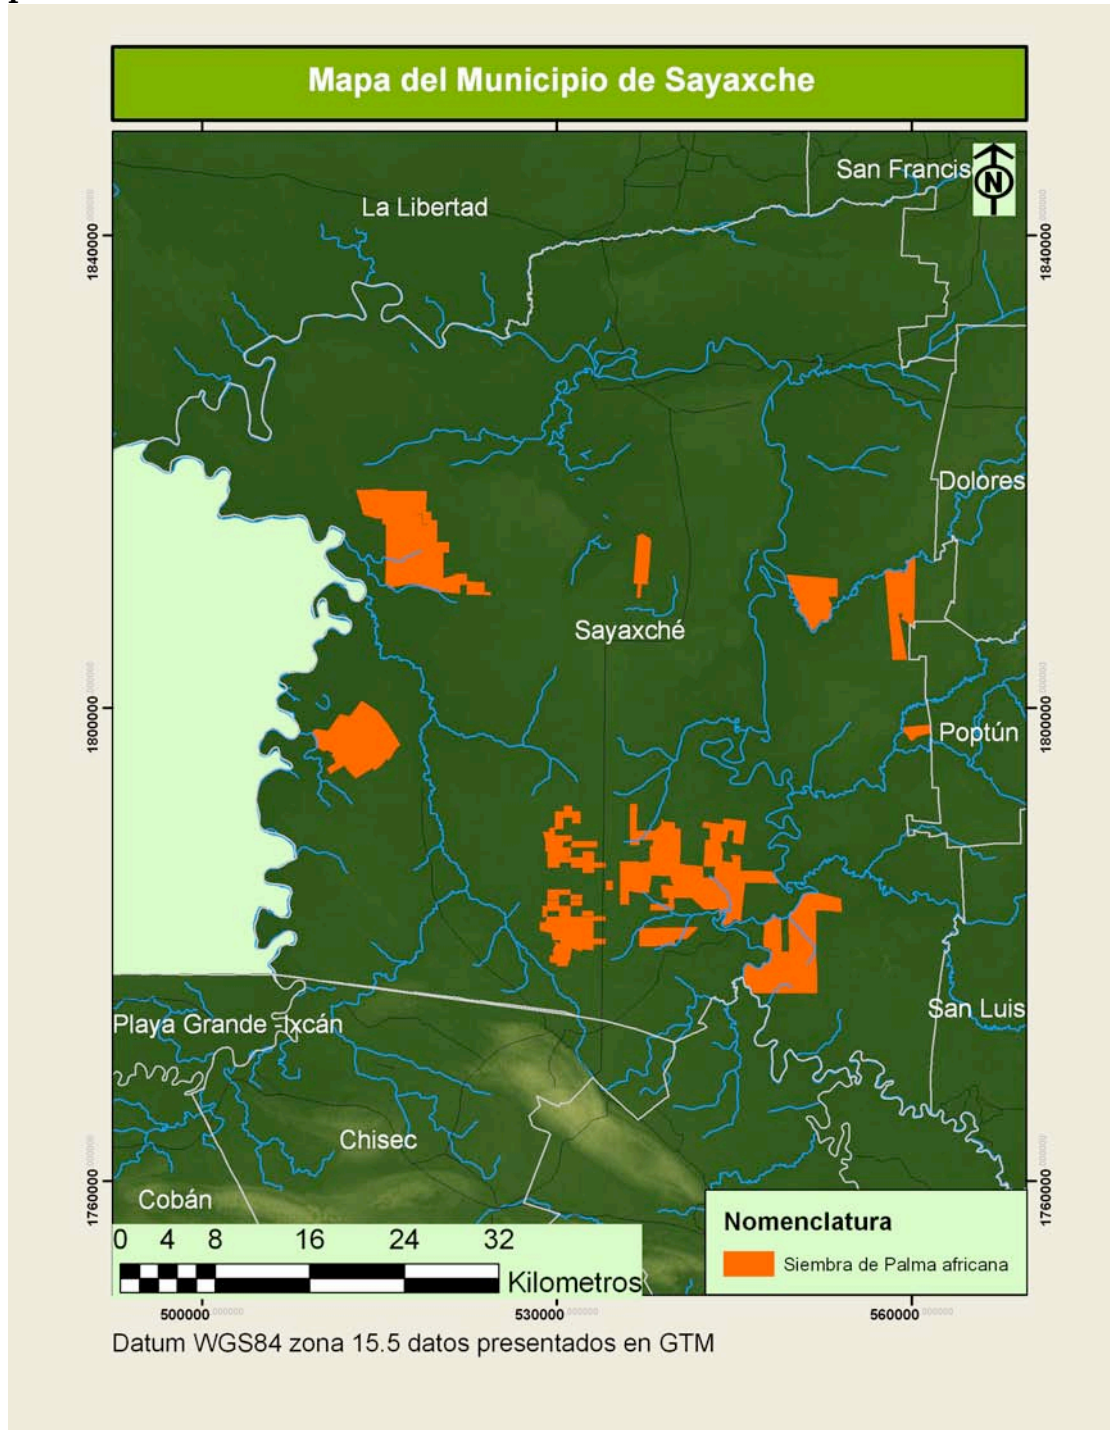 Mapa del Municipio de Sayaxche
San Francis
N
La Libertad
1840000
1840000
Dolores
Sayaxché
1800000
1800000
Poptún
San Luis
Playa Grande -Ixcán
Chisec
1760000
1760000
Cobán
Nomenclatura
Siembra de Palma africana
0 4 8 16 24 32
Kilometros
500000 530000 560000
Datum WGS84 zona 15.5 datos presentados en GTM